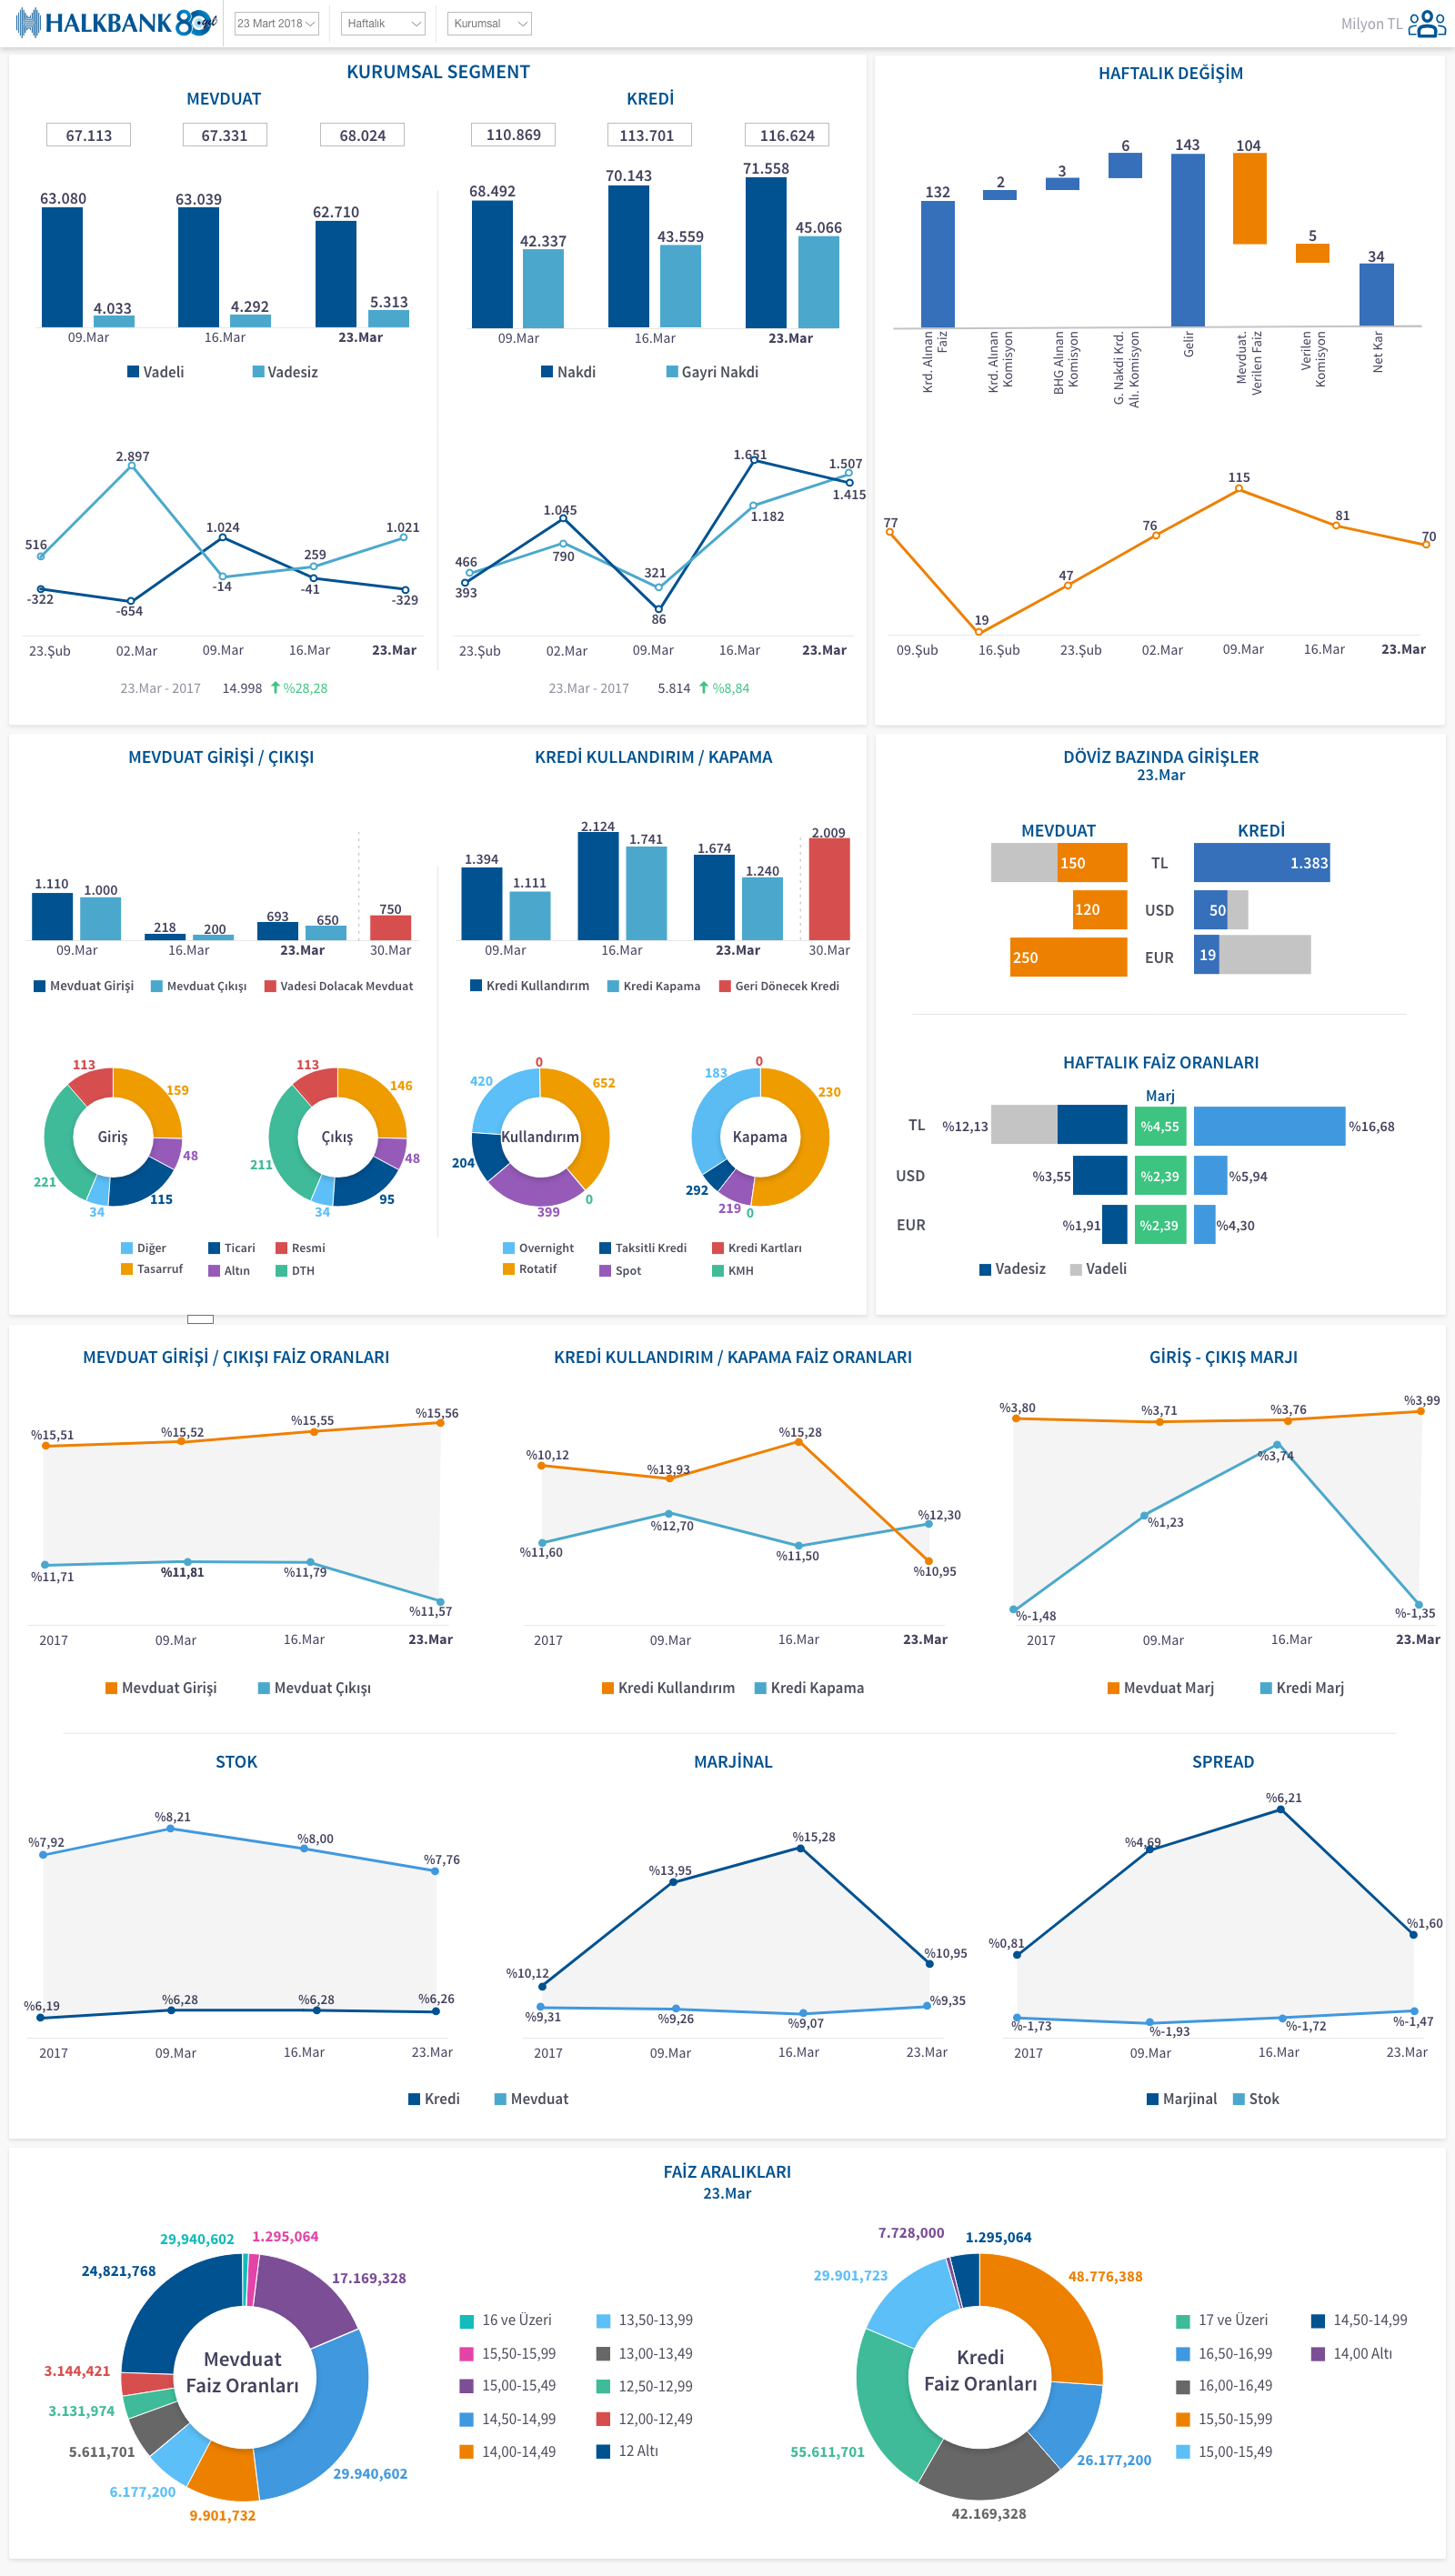 HALKBANK 80.yıl
23 Mart 2018
Haftalık
Kurumsal
Milyon TL
KURUMSAL SEGMENT
MEVDUAT
67.113 67.331 68.024
63.080 4.033 63.039 4.292 62.710 5.313
09.Mar 16.Mar 23.Mar
Vadeli Vadesiz
516 2.897 1.024 259 1.021
-322 -654 -14 -41 -329
23.Şub 02.Mar 09.Mar 16.Mar 23.Mar
23.Mar - 2017 14.998 %28,28
KREDİ
110.869 113.701 116.624
68.492 42.337 70.143 43.559 71.558 45.066
09.Mar 16.Mar 23.Mar
Nakdi Gayri Nakdi
466 1.045 321 1.651 1.507
393 790 86 1.182 1.415
23.Şub 02.Mar 09.Mar 16.Mar 23.Mar
23.Mar - 2017 5.814 %8,84
HAFTALIK DEĞİŞİM
132 2 3 6 143 104 5 34
Krd. Alınan
Faiz
Krd. Alınan
Komisyon
BHG Alınan
Komisyon
G. Nakdi Krd.
Alı. Komisyon
Gelir
Mevduat.
Verilen Faiz
Verilen
Komisyon
Net Kar
77 19 47 76 115 81 70
09.Şub 16.Şub 23.Şub 02.Mar 09.Mar 16.Mar 23.Mar
MEVDUAT GİRİŞİ / ÇIKIŞI
1.110 1.000 218 200 693 650 750
09.Mar 16.Mar 23.Mar 30.Mar
Mevduat Girişi Mevduat Çıkışı Vadesi Dolacak Mevduat
Giriş
113 159 48 115 34 221
Çıkış
113 146 48 95 34 211
Diğer Ticari Resmi
Tasarruf Altın DTH
KREDİ KULLANDIRIM / KAPAMA
1.394 1.111 2.124 1.741 1.674 1.240 2.009
09.Mar 16.Mar 23.Mar 30.Mar
Kredi Kullandırım Kredi Kapama Geri Dönecek Kredi
Kullandırım
0 652 0 399 204 420
Kapama
0 230 0 219 292 183
Overnight Taksitli Kredi Kredi Kartları
Rotatif Spot KMH
DÖVİZ BAZINDA GİRİŞLER
23.Mar
MEVDUAT KREDİ
150 TL 1.383
120 USD 50
250 EUR 19
HAFTALIK FAİZ ORANLARI
Marj
TL %12,13 %4,55 %16,68
USD %3,55 %2,39 %5,94
EUR %1,91 %2,39 %4,30
Vadesiz Vadeli
MEVDUAT GİRİŞİ / ÇIKIŞI FAİZ ORANLARI
%15,51 %15,52 %15,55 %15,56
%11,71 %11,81 %11,79 %11,57
2017 09.Mar 16.Mar 23.Mar
Mevduat Girişi Mevduat Çıkışı
KREDİ KULLANDIRIM / KAPAMA FAİZ ORANLARI
%10,12 %13,93 %15,28 %12,30
%11,60 %12,70 %11,50 %10,95
2017 09.Mar 16.Mar 23.Mar
Kredi Kullandırım Kredi Kapama
GİRİŞ - ÇIKIŞ MARJI
%3,80 %3,71 %3,76 %3,99
%-1,48 %1,23 %3,74 %-1,35
2017 09.Mar 16.Mar 23.Mar
Mevduat Marj Kredi Marj
STOK
%7,92 %8,21 %8,00 %7,76
%6,19 %6,28 %6,28 %6,26
2017 09.Mar 16.Mar 23.Mar
MARJİNAL
%10,12 %13,95 %15,28 %10,95
%9,31 %9,26 %9,07 %9,35
2017 09.Mar 16.Mar 23.Mar
Kredi Mevduat
SPREAD
%0,81 %4,69 %6,21 %1,60
%-1,73 %-1,93 %-1,72 %-1,47
2017 09.Mar 16.Mar 23.Mar
Marjinal Stok
FAİZ ARALIKLARI
23.Mar
Mevduat
Faiz Oranları
29,940,602 1.295,064
24,821,768 17.169,328
3.144,421
3.131,974
5.611,701 29.940,602
6.177,200
9.901,732
16 ve Üzeri 13,50-13,99
15,50-15,99 13,00-13,49
15,00-15,49 12,50-12,99
14,50-14,99 12,00-12,49
14,00-14,49 12 Altı
Kredi
Faiz Oranları
7.728,000 1.295,064
29.901,723 48.776,388
55.611,701 26.177,200
42.169,328
17 ve Üzeri 14,50-14,99
16,50-16,99 14,00 Altı
16,00-16,49
15,50-15,99
15,00-15,49